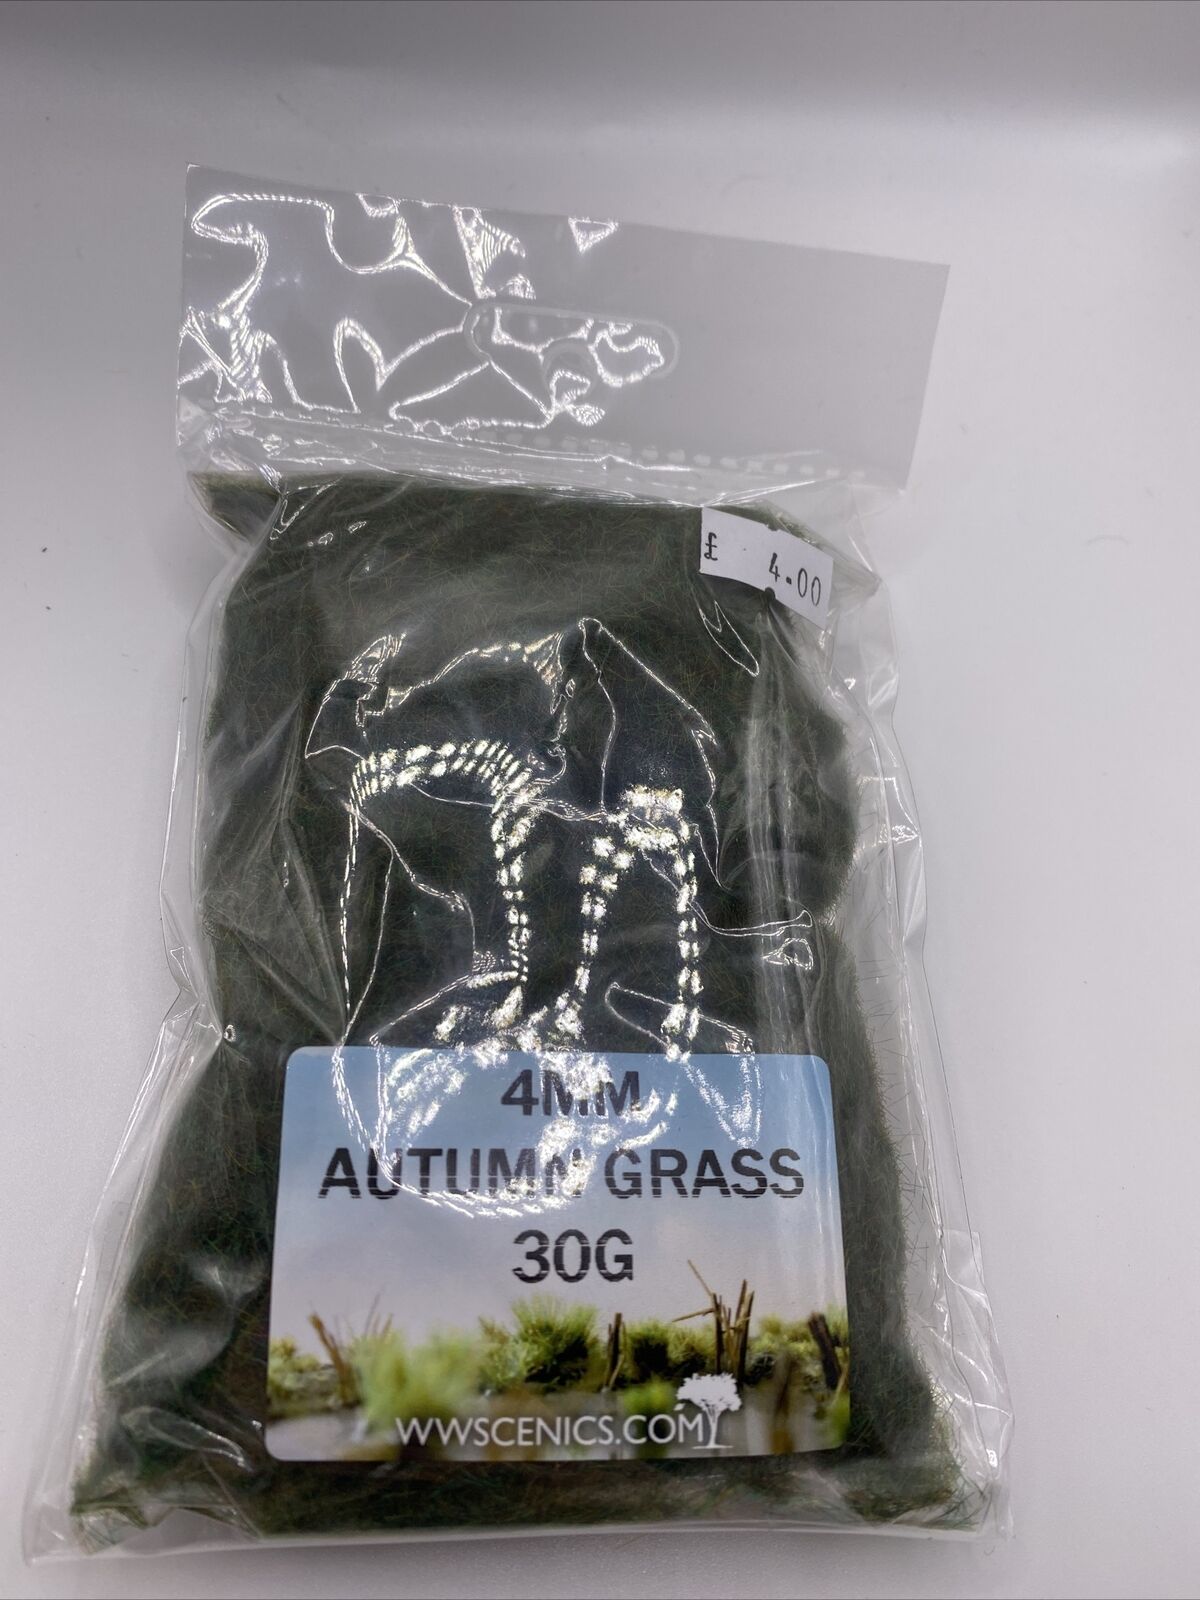 £ 4.00
4MM
AUTUMN GRASS
30G
WWSCENICS.COM